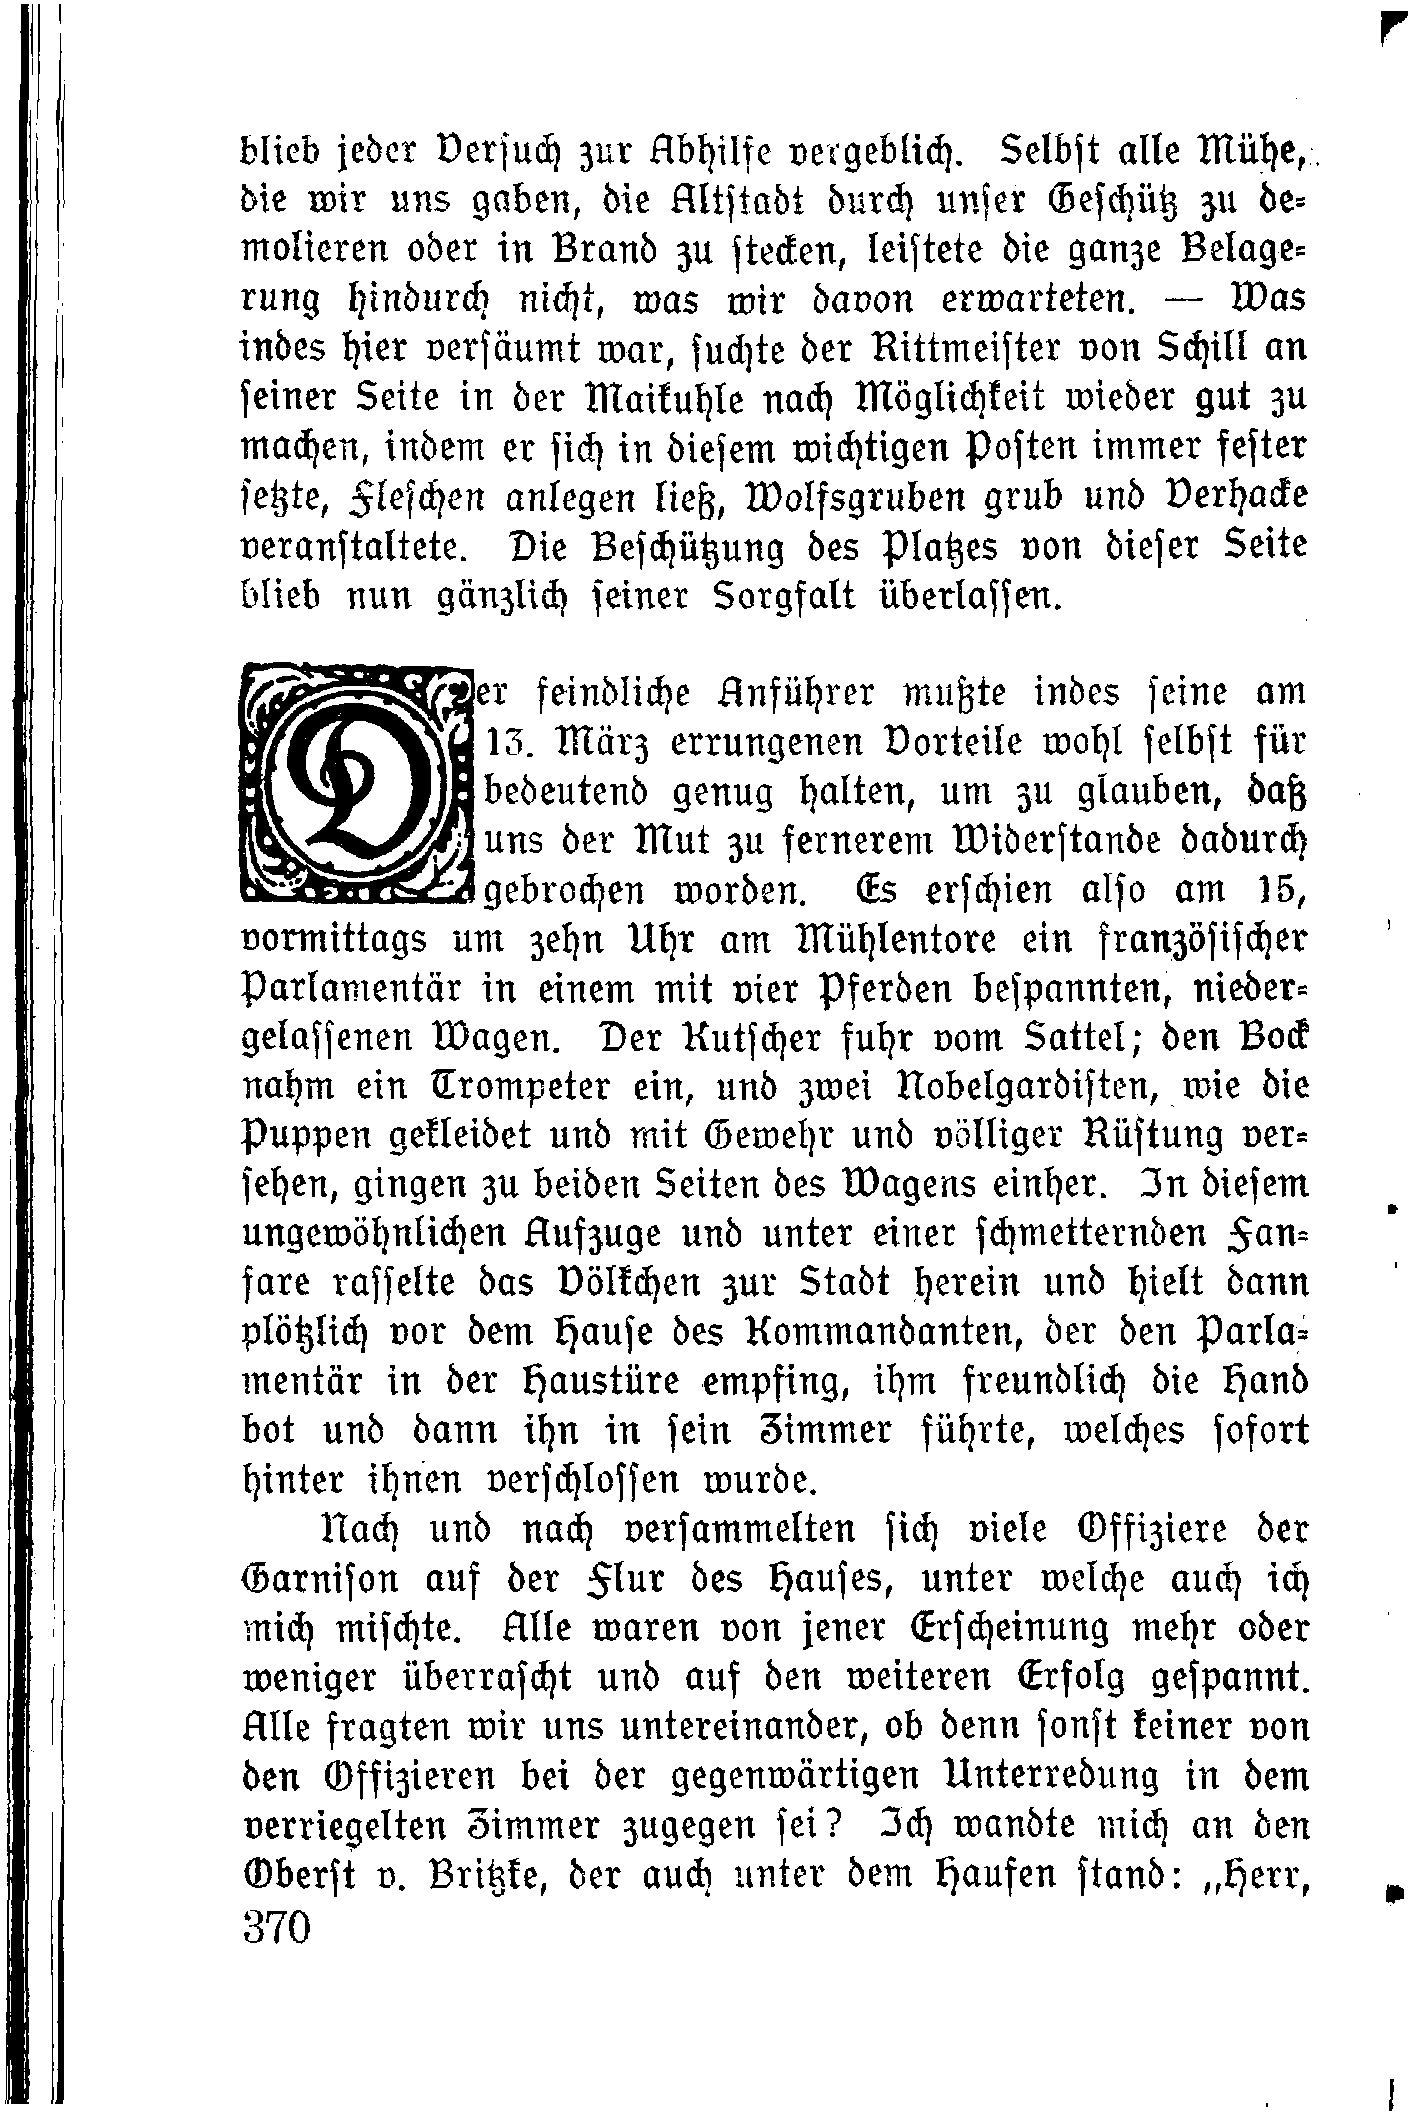 blieb jeder Versuch zur Abhilfe vergeblich. Selbst alle Mühe,
die wir uns gaben, die Altstadt durch unser Geschütz zu de-
molieren oder in Brand zu stecken, leistete die ganze Belage-
rung hindurch nicht, was wir davon erwarteten. — Was
indes hier versäumt war, suchte der Rittmeister von Schill an
seiner Seite in der Maikuhle nach Möglichkeit wieder gut zu
machen, indem er sich in diesem wichtigen Posten immer fester
setzte, Fleschen anlegen ließ, Wolfsgruben grub und Verhacke
veranstaltete. Die Beschützung des Platzes von dieser Seite
blieb nun gänzlich seiner Sorgfalt überlassen.
Der feindliche Anführer mußte indes seine am
13. März errungenen Vorteile wohl selbst für
bedeutend genug halten, um zu glauben, daß
uns der Mut zu fernerem Widerstande dadurch
gebrochen worden. Es erschien also am 15,
vormittags um zehn Uhr am Mühlentore ein französischer
Parlamentär in einem mit vier Pferden bespannten, nieder-
gelassenen Wagen. Der Kutscher fuhr vom Sattel; den Bock
nahm ein Trompeter ein, und zwei Nobelgardisten, wie die
Puppen gekleidet und mit Gewehr und völliger Rüstung ver-
sehen, gingen zu beiden Seiten des Wagens einher. In diesem
ungewöhnlichen Aufzuge und unter einer schmetternden Fan-
fare rasselte das Völkchen zur Stadt herein und hielt dann
plötzlich vor dem Hause des Kommandanten, der den Parla-
mentär in der Haustüre empfing, ihm freundlich die Hand
bot und dann ihn in sein Zimmer führte, welches sofort
hinter ihnen verschlossen wurde.
Nach und nach versammelten sich viele Offiziere der
Garnison auf der Flur des Hauses, unter welche auch ich
mich mischte. Alle waren von jener Erscheinung mehr oder
weniger überrascht und auf den weiteren Erfolg gespannt.
Alle fragten wir uns untereinander, ob denn sonst keiner von
den Offizieren bei der gegenwärtigen Unterredung in dem
verriegelten Zimmer zugegen sei? Ich wandte mich an den
Oberst v. Britzke, der auch unter dem Haufen stand: „Herr,
370